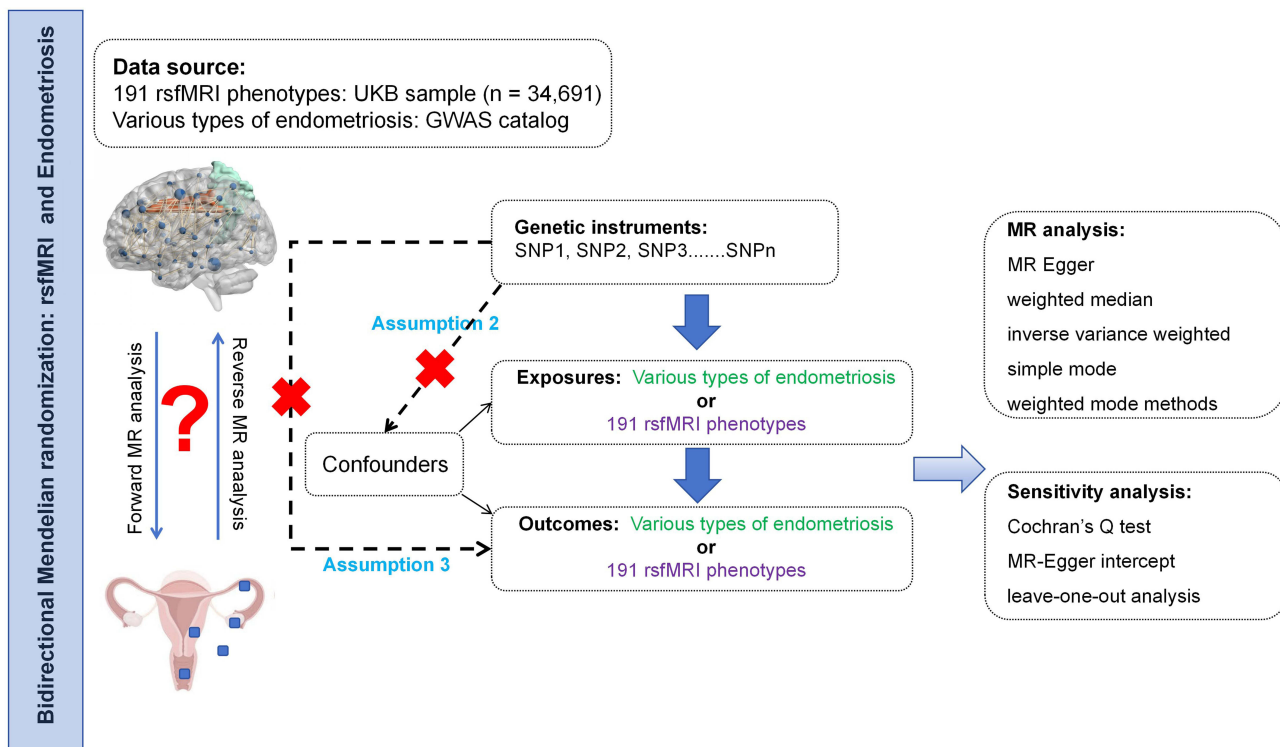 Bidirectional Mendelian randomization: rsfMRI and Endometriosis
Data source:
191 rsfMRI phenotypes: UKB sample (n = 34,691)
Various types of endometriosis: GWAS catalog
Forward MR analysis
?
Reverse MR anaalysis
Genetic instruments:
SNP1, SNP2, SNP3.......SNPn
Assumption 2
Confounders
Exposures: Various types of endometriosis
or
191 rsfMRI phenotypes
Outcomes: Various types of endometriosis
or
191 rsfMRI phenotypes
Assumption 3
MR analysis:
MR Egger
weighted median
inverse variance weighted
simple mode
weighted mode methods
Sensitivity analysis:
Cochran's Q test
MR-Egger intercept
leave-one-out analysis